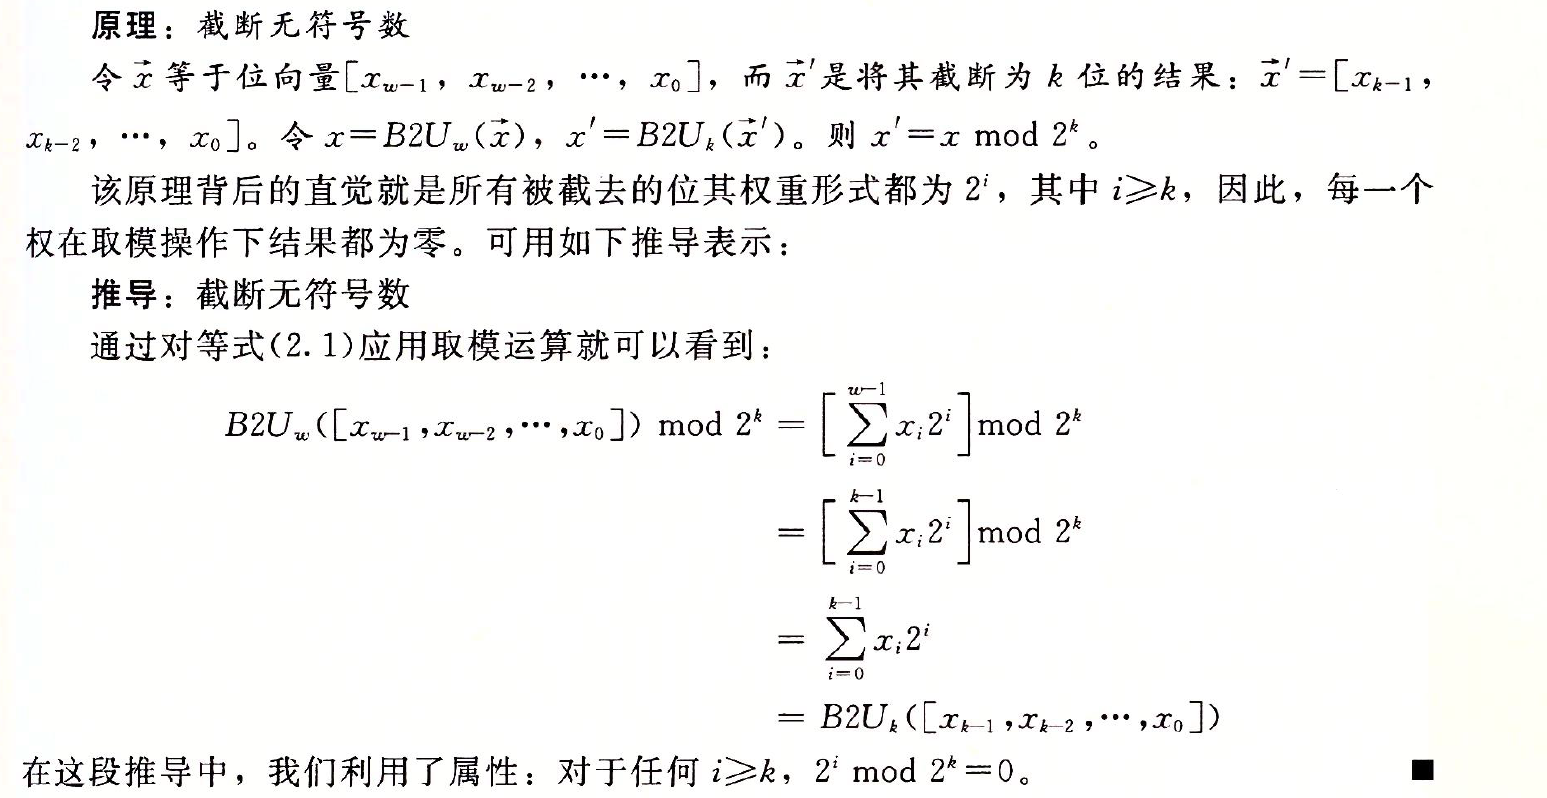 原理：截断无符号数
令 $\vec{x}$ 等于位向量[$x_{w-1}$，$x_{w-2}$，…，$x_0$]，而 $\vec{x}'$是将其截断为 k 位的结果：$\vec{x}'$=[$x_{k-1}$，
$x_{k-2}$，…，$x_0$]。令 $x=B2U_w(\vec{x})$，$x'=B2U_k(\vec{x}')$。则 $x'=x \bmod 2^k$。
该原理背后的直觉就是所有被截去的位其权重形式都为 $2^i$，其中 $i≥k$，因此，每一个
权在取模操作下结果都为零。可用如下推导表示：
推导：截断无符号数
通过对等式(2.1)应用取模运算就可以看到：
$B2U_w([x_{w-1},x_{w-2},\cdots,x_0]) \bmod 2^k = \left[\sum_{i=0}^{w-1} x_i 2^i\right] \bmod 2^k$
$= \left[\sum_{i=0}^{k-1} x_i 2^i\right] \bmod 2^k$
$= \sum_{i=0}^{k-1} x_i 2^i$
$= B2U_k([x_{k-1},x_{k-2},\cdots,x_0])$
在这段推导中，我们利用了属性：对于任何 $i≥k$，$2^i \bmod 2^k=0$。 ■